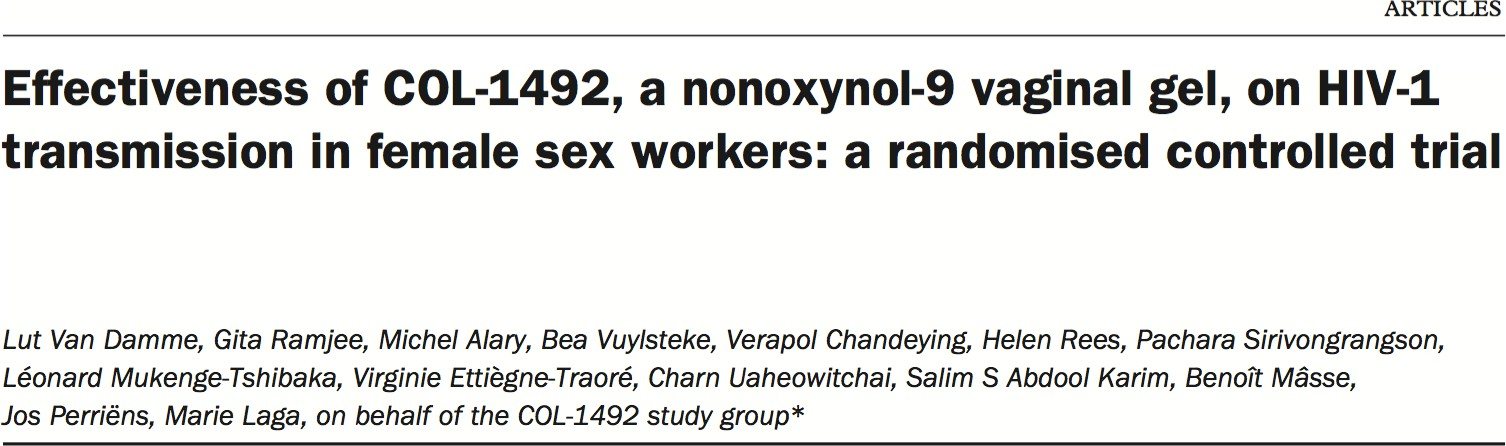 ARTICLES
Effectiveness of COL-1492, a nonoxynol-9 vaginal gel, on HIV-1
transmission in female sex workers: a randomised controlled trial
Lut Van Damme, Gita Ramjee, Michel Alary, Bea Vuylsteke, Verapol Chandeying, Helen Rees, Pachara Sirivongrangson,
Léonard Mukenge-Tshibaka, Virginie Ettiègne-Traoré, Charn Uaheowitchai, Salim S Abdool Karim, Benoît Mâsse,
Jos Perriëns, Marie Laga, on behalf of the COL-1492 study group*